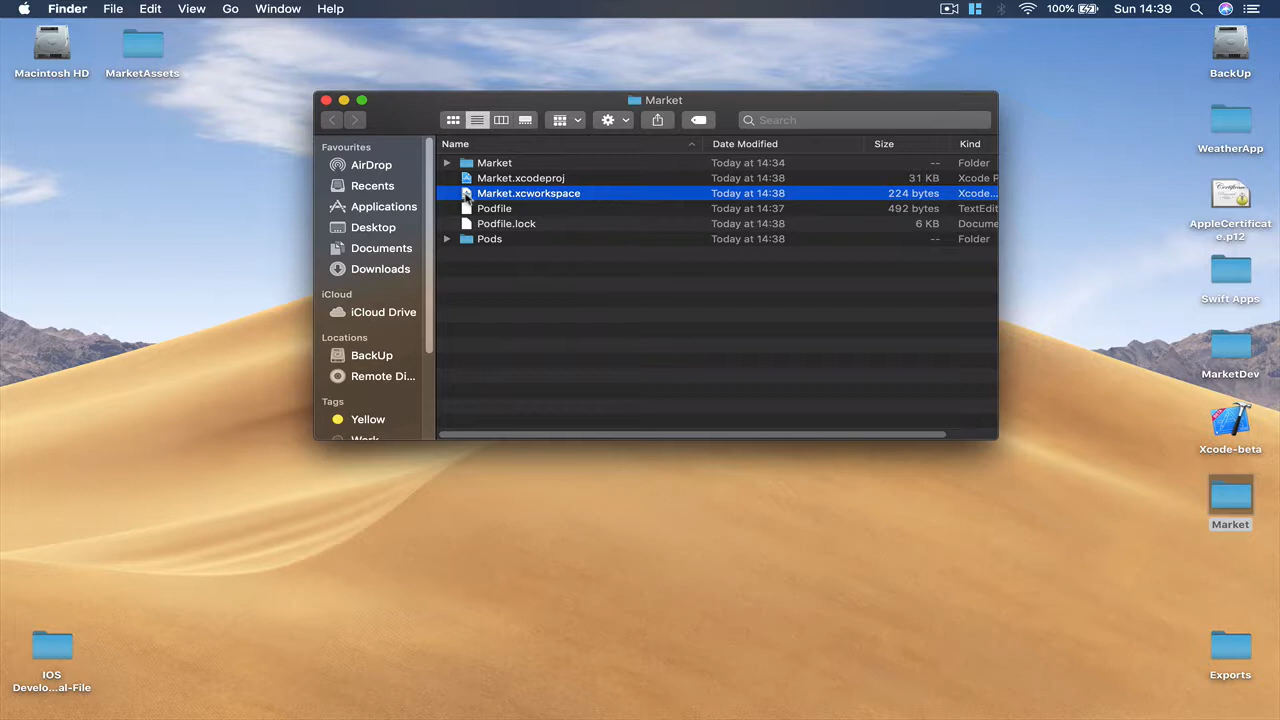 Finder File Edit View Go Window Help 100% Sun 14:39
Macintosh HD
MarketAssets
BackUp
WeatherApp
AppleCertificat
e.p12
Swift Apps
MarketDev
Xcode-beta
Market
Exports
IOS
Develo...al-File
Market
Search
Favourites
AirDrop
Recents
Applications
Desktop
Documents
Downloads
iCloud
iCloud Drive
Locations
BackUp
Remote Di...
Tags
Yellow
Work
Name Date Modified Size Kind
Market Today at 14:34 -- Folder
Market.xcodeproj Today at 14:38 31 KB Xcode P
Market.xcworkspace Today at 14:38 224 bytes Xcode...
Podfile Today at 14:37 492 bytes TextEdit
Podfile.lock Today at 14:38 6 KB Docume
Pods Today at 14:38 -- Folder